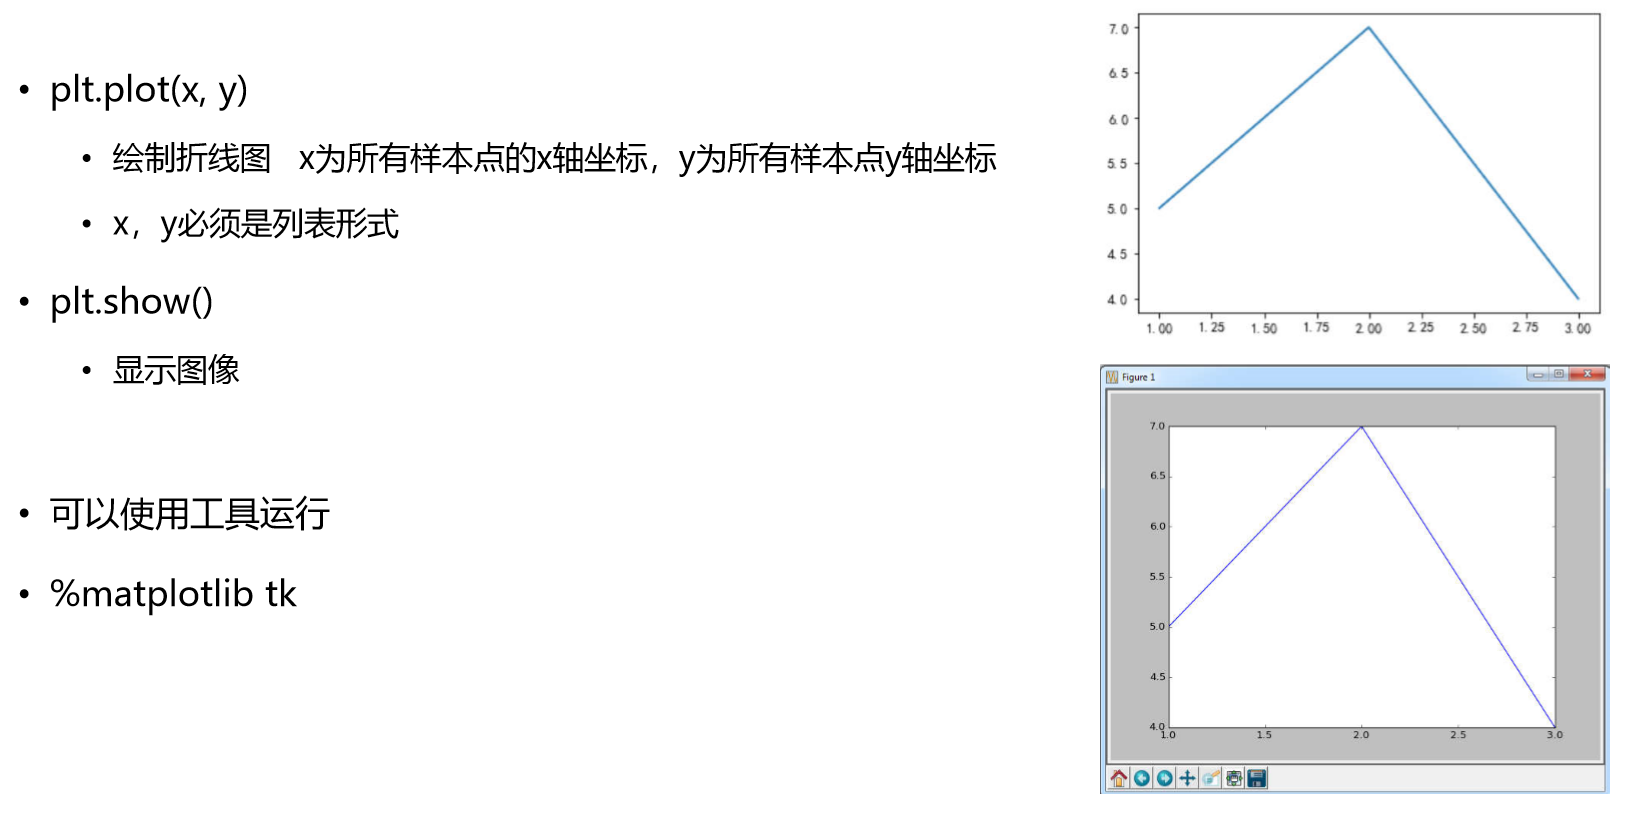 • plt.plot(x, y)
• 绘制折线图 x为所有样本点的x轴坐标，y为所有样本点y轴坐标
• x，y必须是列表形式
• plt.show()
• 显示图像
• 可以使用工具运行
• %matplotlib tk
7.0
6.5
6.0
5.5
5.0
4.5
4.0
1.00 1.25 1.50 1.75 2.00 2.25 2.50 2.75 3.00
Figure 1
7.0
6.5
6.0
5.5
5.0
4.5
4.0
1.0 1.5 2.0 2.5 3.0